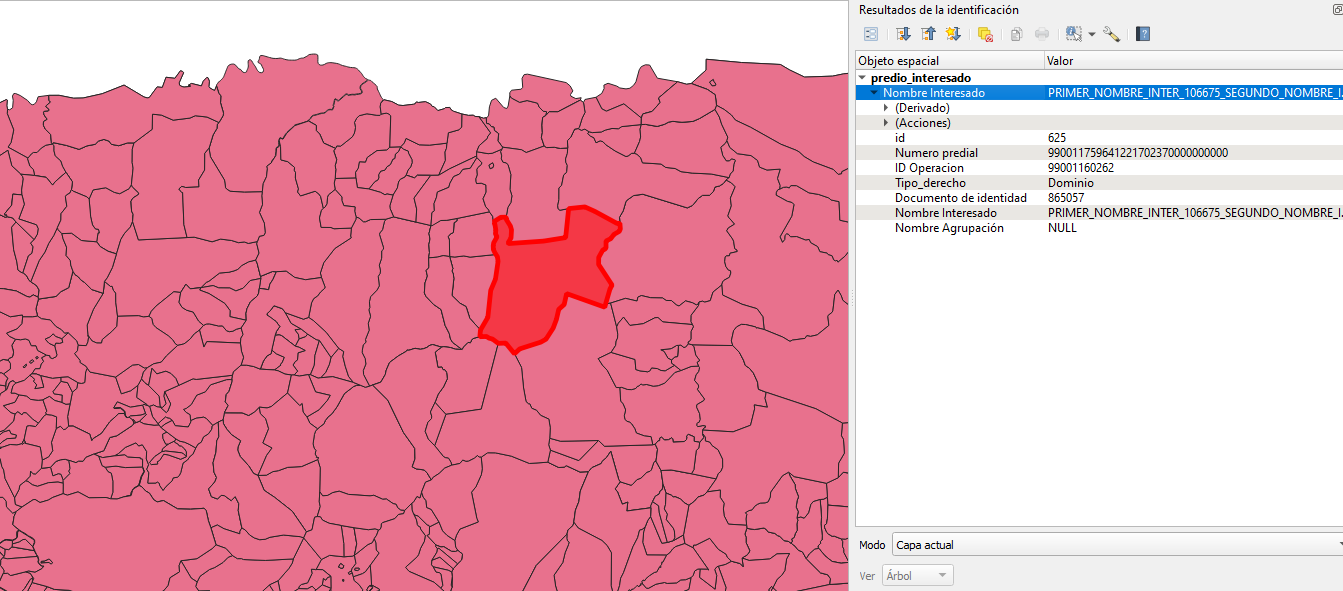 Resultados de la identificación
Objeto espacial Valor
predio_interesado
Nombre Interesado PRIMER_NOMBRE_INTER_106675_SEGUNDO_NOMBRE_I
(Derivado)
(Acciones)
id 625
Numero predial 990011759641221702370000000000
ID Operacion 99001160262
Tipo_derecho Dominio
Documento de identidad 865057
Nombre Interesado PRIMER_NOMBRE_INTER_106675_SEGUNDO_NOMBRE_I
Nombre Agrupación NULL
Modo Capa actual
Ver Árbol